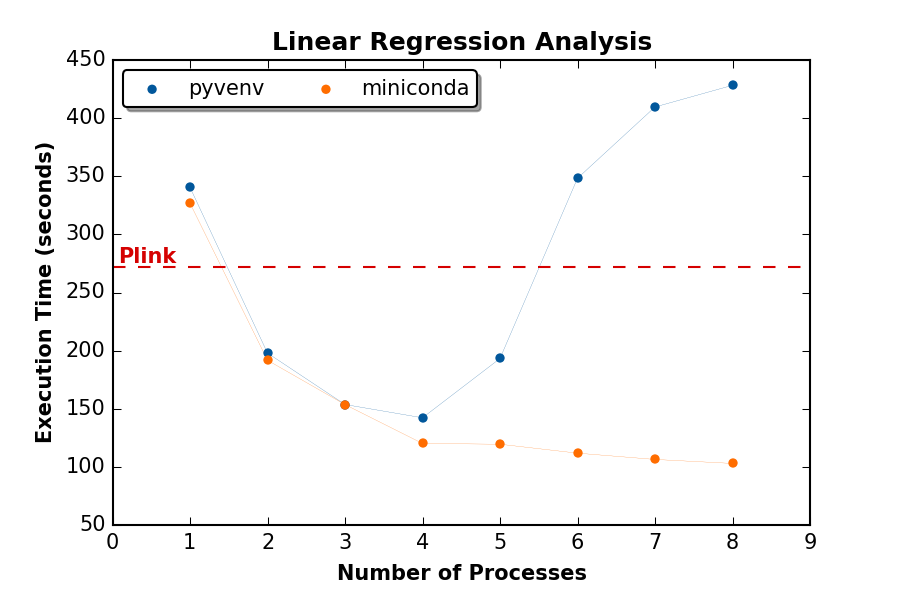 Linear Regression Analysis
pyvenv miniconda
Execution Time (seconds)
450
400
350
300
250
200
150
100
50
Plink
0 1 2 3 4 5 6 7 8 9
Number of Processes